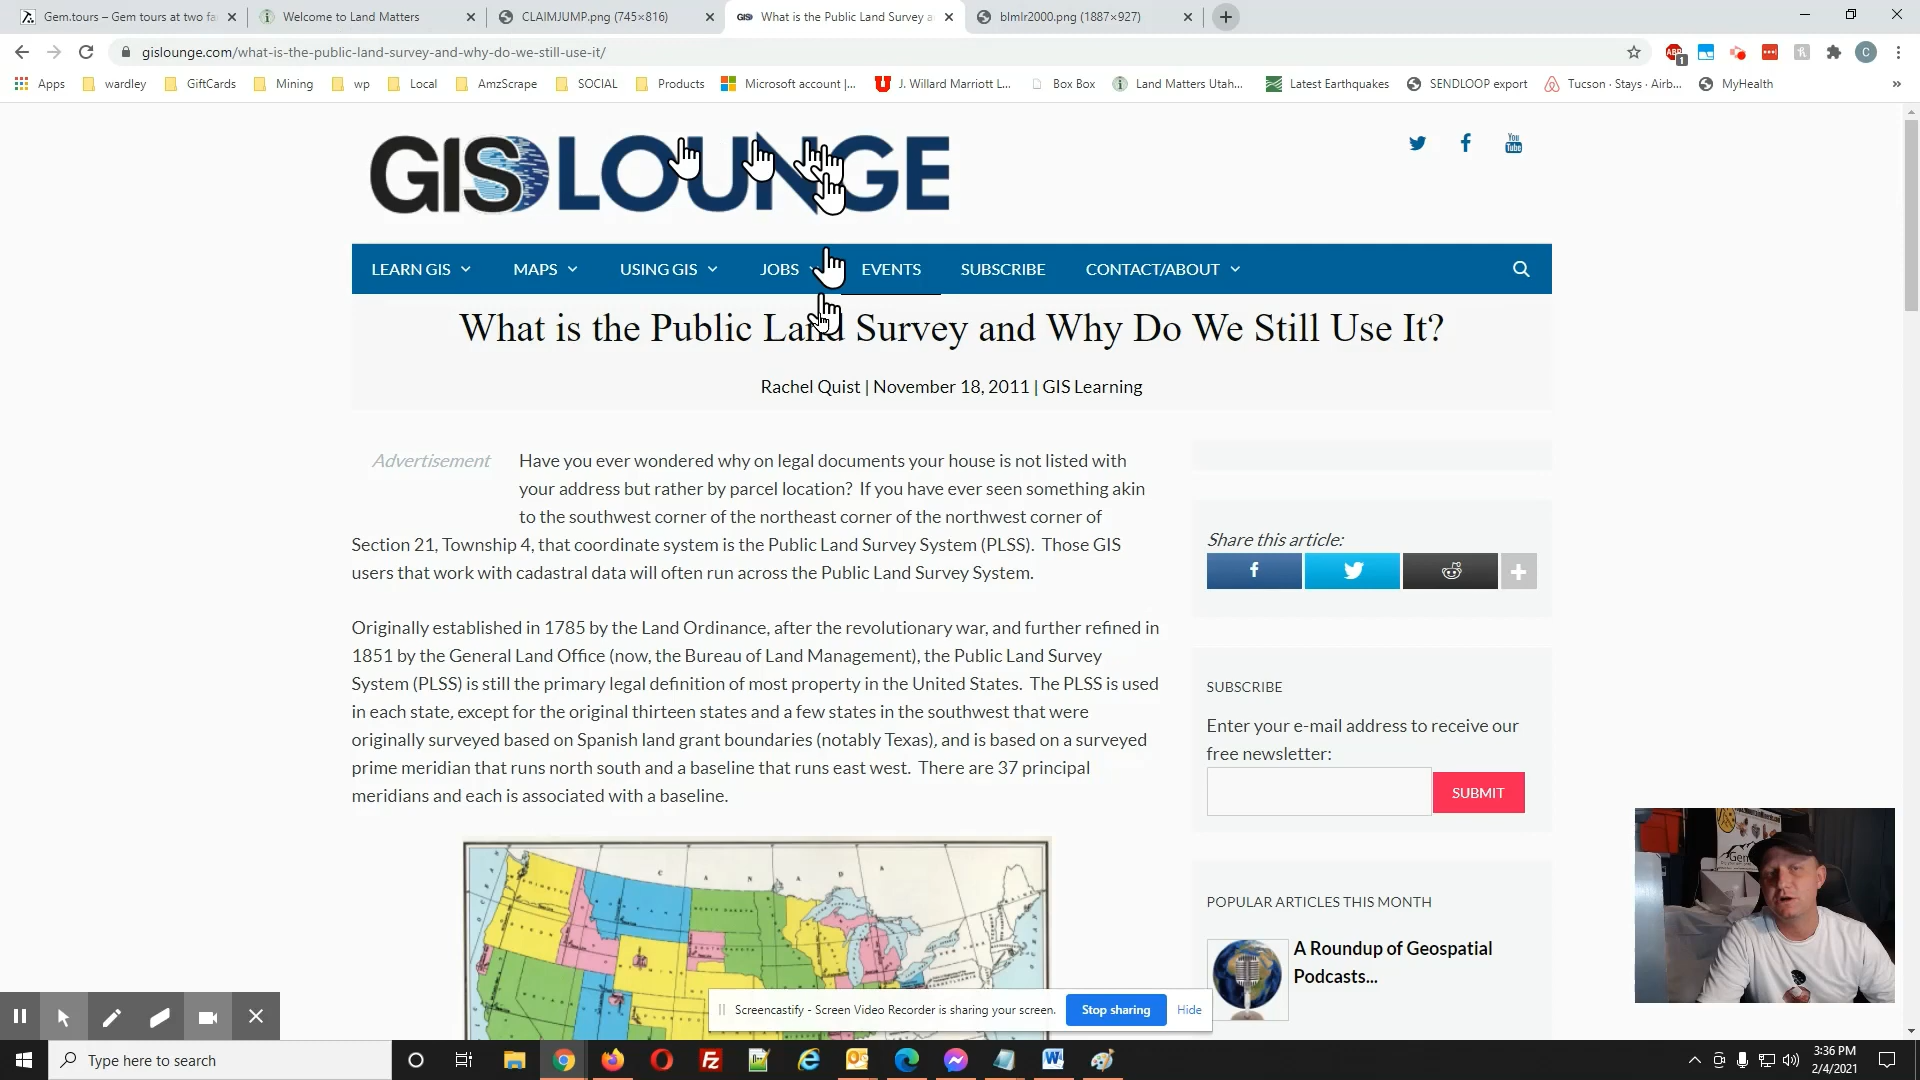 Gem.tours – Gem tours at two fa
Welcome to Land Matters
CLAIMJUMP.png (745×816)
GIS What is the Public Land Survey a
blmlr2000.png (1887×927)
gislounge.com/what-is-the-public-land-survey-and-why-do-we-still-use-it/
ABP 1
C
Apps wardley GiftCards Mining wp Local AmzScrape SOCIAL Products Microsoft account |... J. Willard Marriott L... Box Box Land Matters Utah... Latest Earthquakes SENDLOOP export Tucson · Stays · Airb... MyHealth »
GIS LOUNGE
You Tube
LEARN GIS MAPS USING GIS JOBS EVENTS SUBSCRIBE CONTACT/ABOUT
What is the Public Land Survey and Why Do We Still Use It?
Rachel Quist | November 18, 2011 | GIS Learning
Advertisement
Have you ever wondered why on legal documents your house is not listed with
your address but rather by parcel location? If you have ever seen something akin
to the southwest corner of the northeast corner of the northwest corner of
Section 21, Township 4, that coordinate system is the Public Land Survey System (PLSS). Those GIS
users that work with cadastral data will often run across the Public Land Survey System.
Originally established in 1785 by the Land Ordinance, after the revolutionary war, and further refined in
1851 by the General Land Office (now, the Bureau of Land Management), the Public Land Survey
System (PLSS) is still the primary legal definition of most property in the United States. The PLSS is used
in each state, except for the original thirteen states and a few states in the southwest that were
originally surveyed based on Spanish land grant boundaries (notably Texas), and is based on a surveyed
prime meridian that runs north south and a baseline that runs east west. There are 37 principal
meridians and each is associated with a baseline.
C A N A D A
Share this article:
SUBSCRIBE
Enter your e-mail address to receive our
free newsletter:
SUBMIT
POPULAR ARTICLES THIS MONTH
A Roundup of Geospatial
Podcasts...
Screencastify - Screen Video Recorder is sharing your screen.
Stop sharing
Hide
Type here to search
3:36 PM
2/4/2021